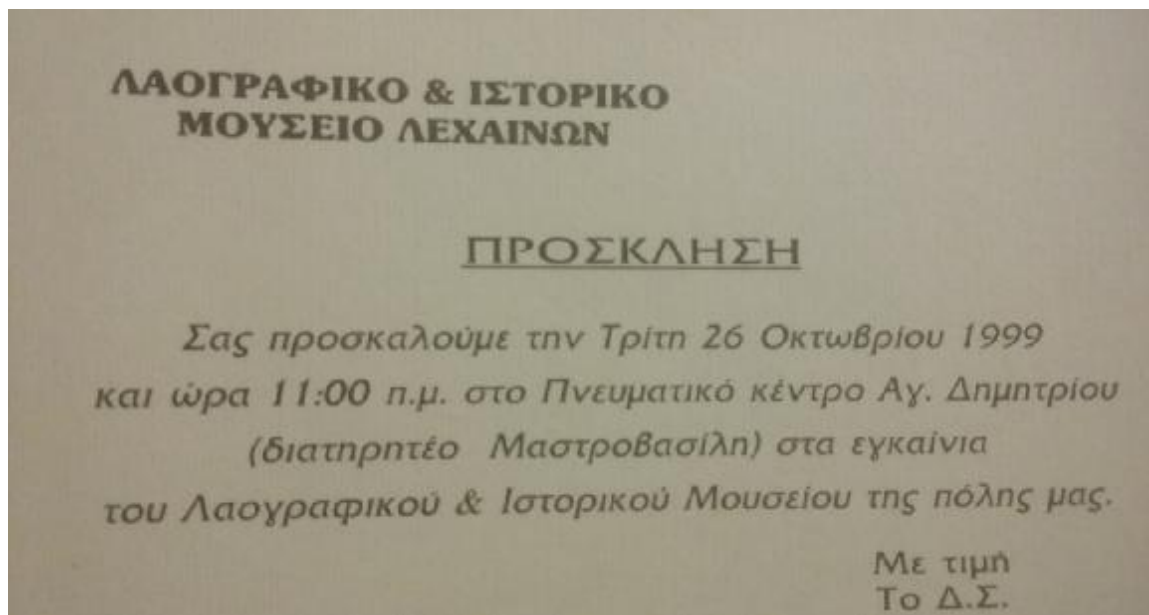 ΛΑΟΓΡΑΦΙΚΟ & ΙΣΤΟΡΙΚΟ
ΜΟΥΣΕΙΟ ΛΕΧΑΙΝΩΝ
ΠΡΟΣΚΛΗΣΗ
Σας προσκαλούμε την Τρίτη 26 Οκτωβρίου 1999
και ώρα 11:00 π.μ. στο Πνευματικό κέντρο Αγ. Δημητρίου
(διατηρητέο Μαστροβασίλη) στα εγκαίνια
του Λαογραφικού & Ιστορικού Μουσείου της πόλης μας.
Με τιμή
Το Δ.Σ.